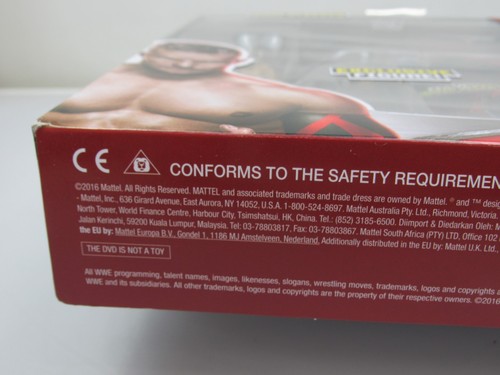 CE
CONFORMS TO THE SAFETY REQUIREMEN
©2016 Mattel. All Rights Reserved. MATTEL and associated trademarks and trade dress are owned by Mattel. ® and ™ desig
- Mattel, Inc., 636 Girard Avenue, East Aurora, NY 14052, U.S.A. 1-800-524-8697. Mattel Australia Pty. Ltd., Richmond, Victoria.
North Tower, World Finance Centre, Harbour City, Tsimshatsui, HK, China. Tel.: (852) 3185-6500. Diimport & Diedarkan Oleh: M
Jalan Kerinchi, 59200 Kuala Lumpur, Malaysia. Tel: 03-78803817, Fax: 03-78803867. Mattel South Africa (PTY) LTD, Office 102
the EU by: Mattel Europa B.V., Gondel 1, 1186 MJ Amstelveen, Nederland. Additionally distributed in the EU by: Mattel U.K. Ltd.,
THE DVD IS NOT A TOY
All WWE programming, talent names, images, likenesses, slogans, wrestling moves, trademarks, logos and copyrights are
WWE and its subsidiaries. All other trademarks, logos and copyrights are the property of their respective owners. ©2016